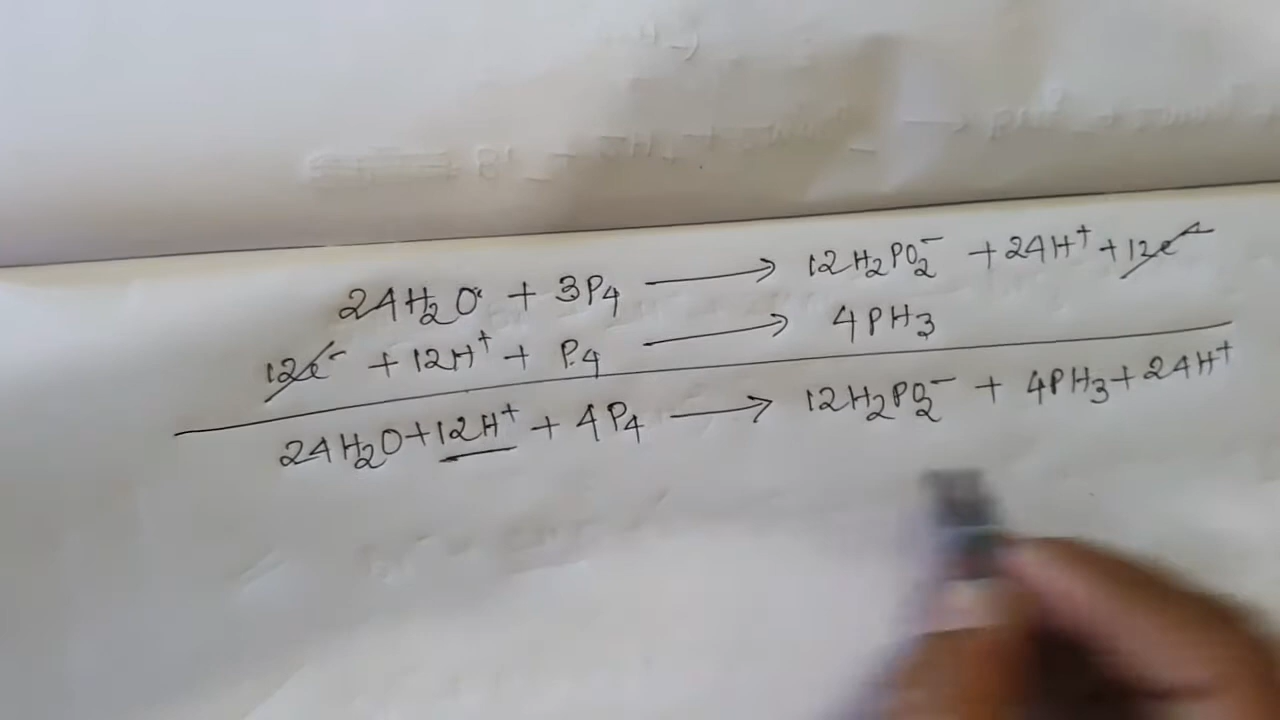 24H₂O + 3P₄ ⟶ 12H₂PO₂⁻ + 24H⁺ + 12e⁻
12e⁻ + 12H⁺ + P₄ ⟶ 4PH₃
24H₂O + 12H⁺ + 4P₄ ⟶ 12H₂PO₂⁻ + 4PH₃ + 24H⁺